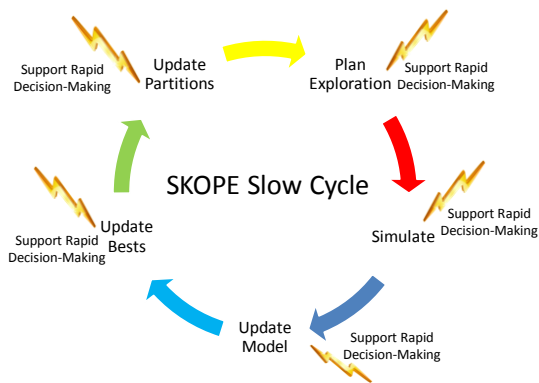 Support Rapid
Decision-Making
Update
Partitions
Plan
Exploration
Support Rapid
Decision-Making
SKOPE Slow Cycle
Simulate
Support Rapid
Decision-Making
Update
Bests
Support Rapid
Decision-Making
Update
Model
Support Rapid
Decision-Making